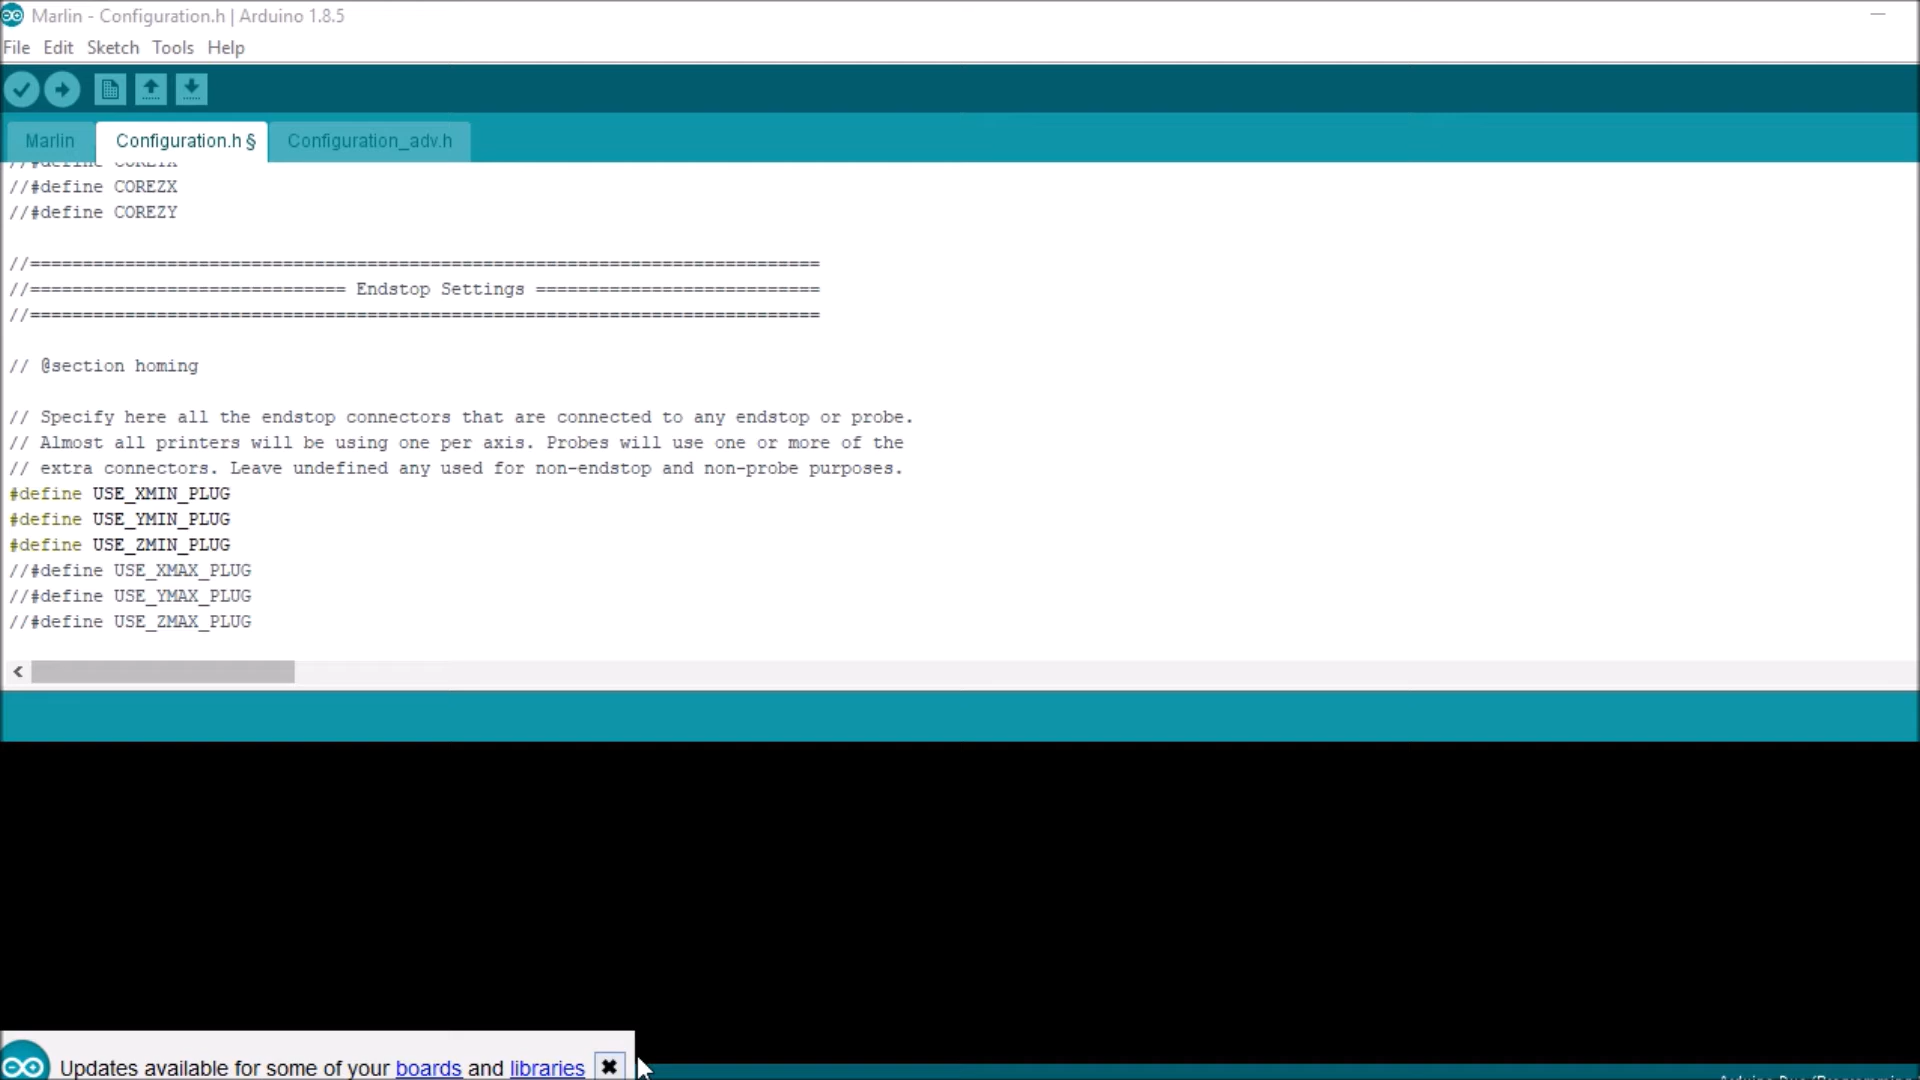 Marlin - Configuration.h | Arduino 1.8.5
File Edit Sketch Tools Help
Marlin Configuration.h § Configuration_adv.h
//#define COREZX
//#define COREZY
//===========================================================================
//============================== Endstop Settings ===========================
//===========================================================================
// @section homing
// Specify here all the endstop connectors that are connected to any endstop or probe.
// Almost all printers will be using one per axis. Probes will use one or more of the
// extra connectors. Leave undefined any used for non-endstop and non-probe purposes.
#define USE_XMIN_PLUG
#define USE_YMIN_PLUG
#define USE_ZMIN_PLUG
//#define USE_XMAX_PLUG
//#define USE_YMAX_PLUG
//#define USE_ZMAX_PLUG
Updates available for some of your boards and libraries